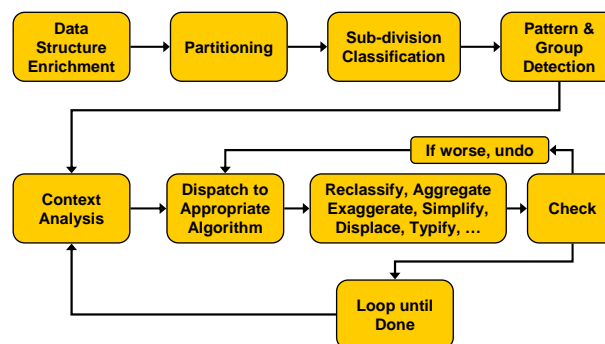 Data
Structure
Enrichment
Partitioning
Sub-division
Classification
Pattern &
Group
Detection
If worse, undo
Context
Analysis
Dispatch to
Appropriate
Algorithm
Reclassify, Aggregate
Exaggerate, Simplify,
Displace, Typify, …
Check
Loop until
Done